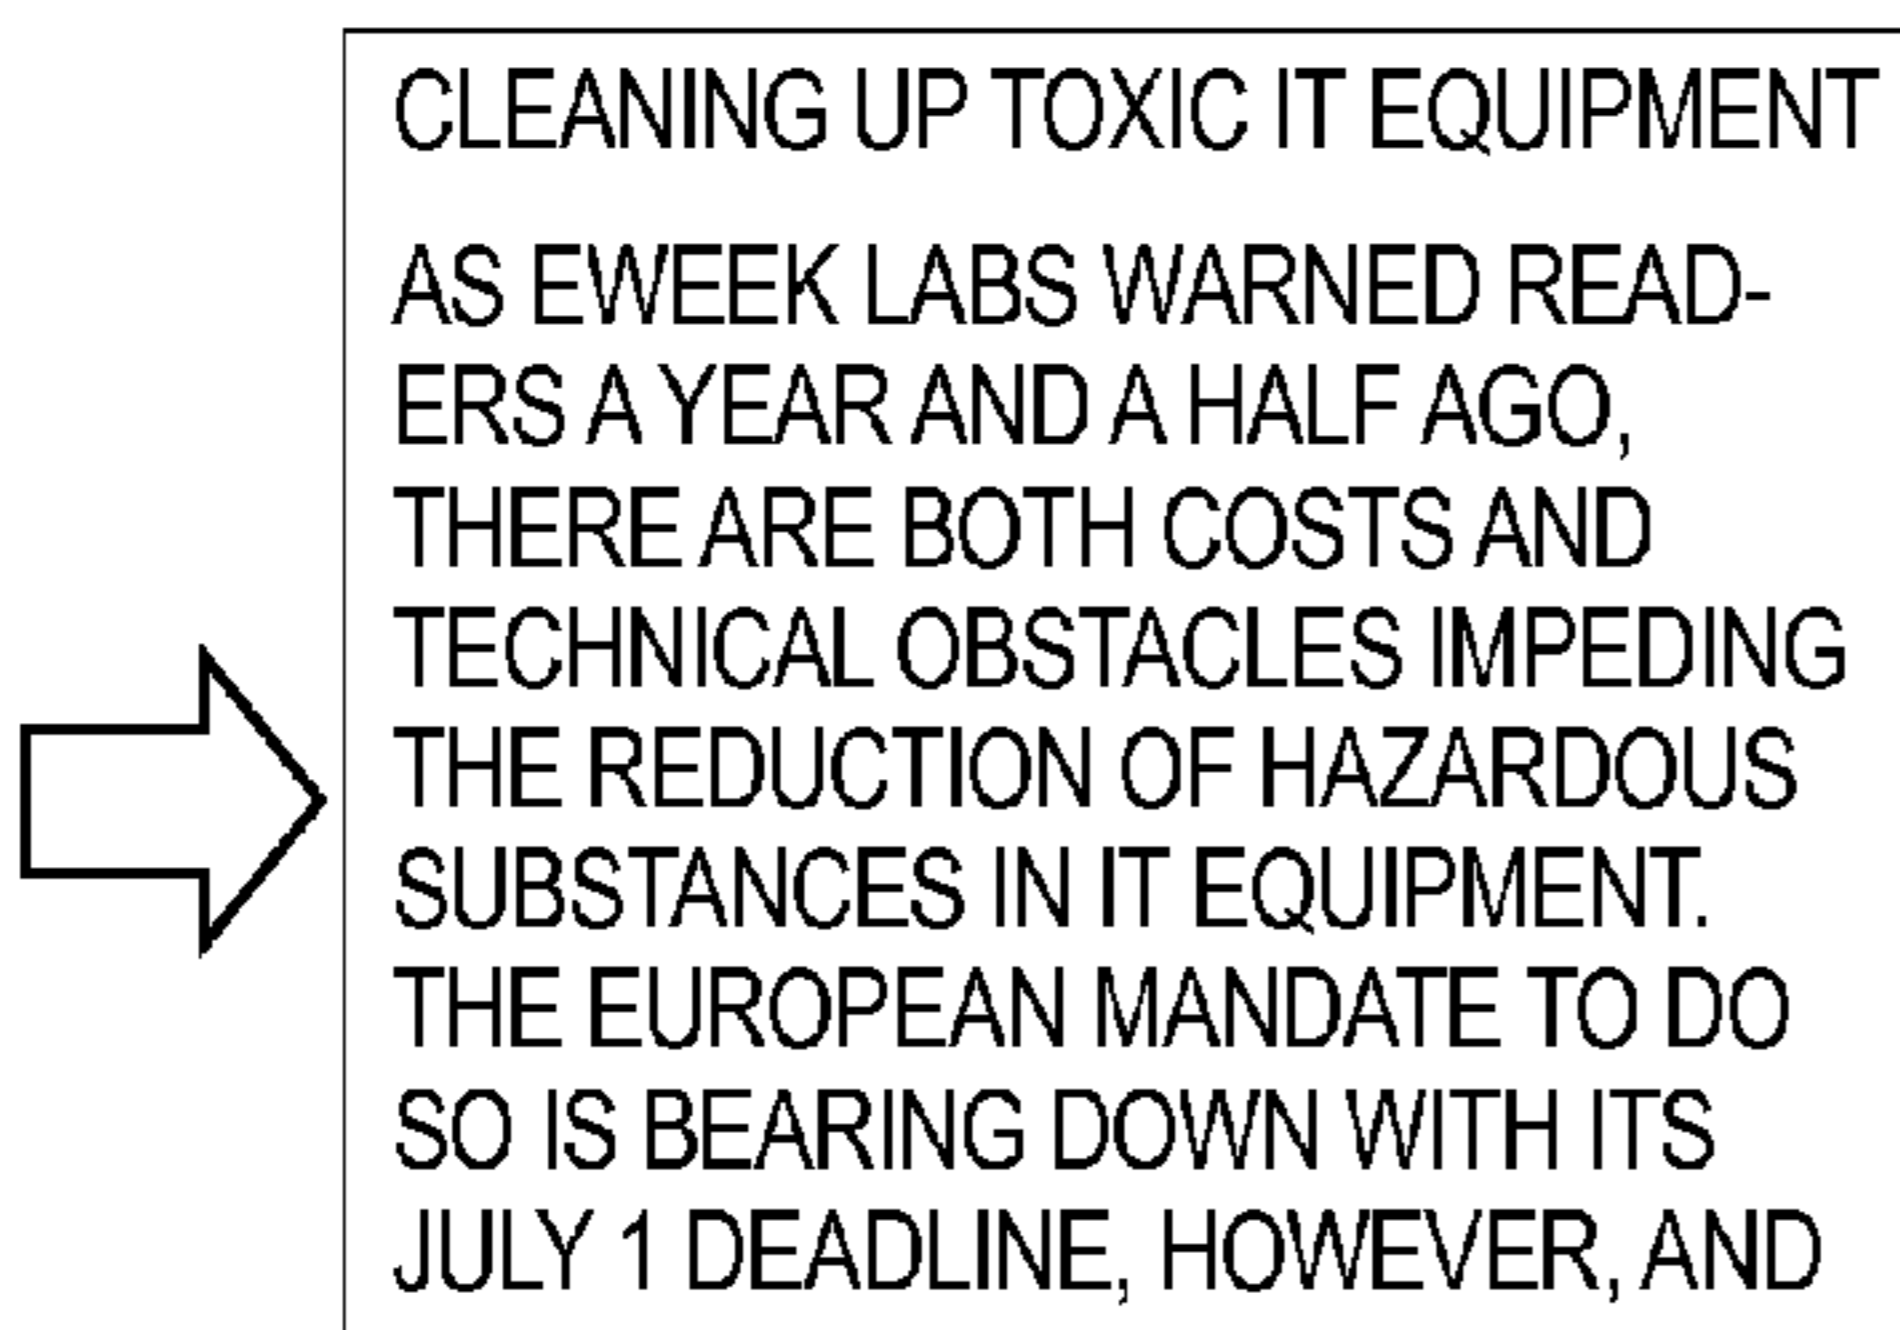 CLEANING UP TOXIC IT EQUIPMENT
AS EWEEK LABS WARNED READ-
ERS A YEAR AND A HALF AGO,
THERE ARE BOTH COSTS AND
TECHNICAL OBSTACLES IMPEDING
THE REDUCTION OF HAZARDOUS
SUBSTANCES IN IT EQUIPMENT.
THE EUROPEAN MANDATE TO DO
SO IS BEARING DOWN WITH ITS
JULY 1 DEADLINE, HOWEVER, AND